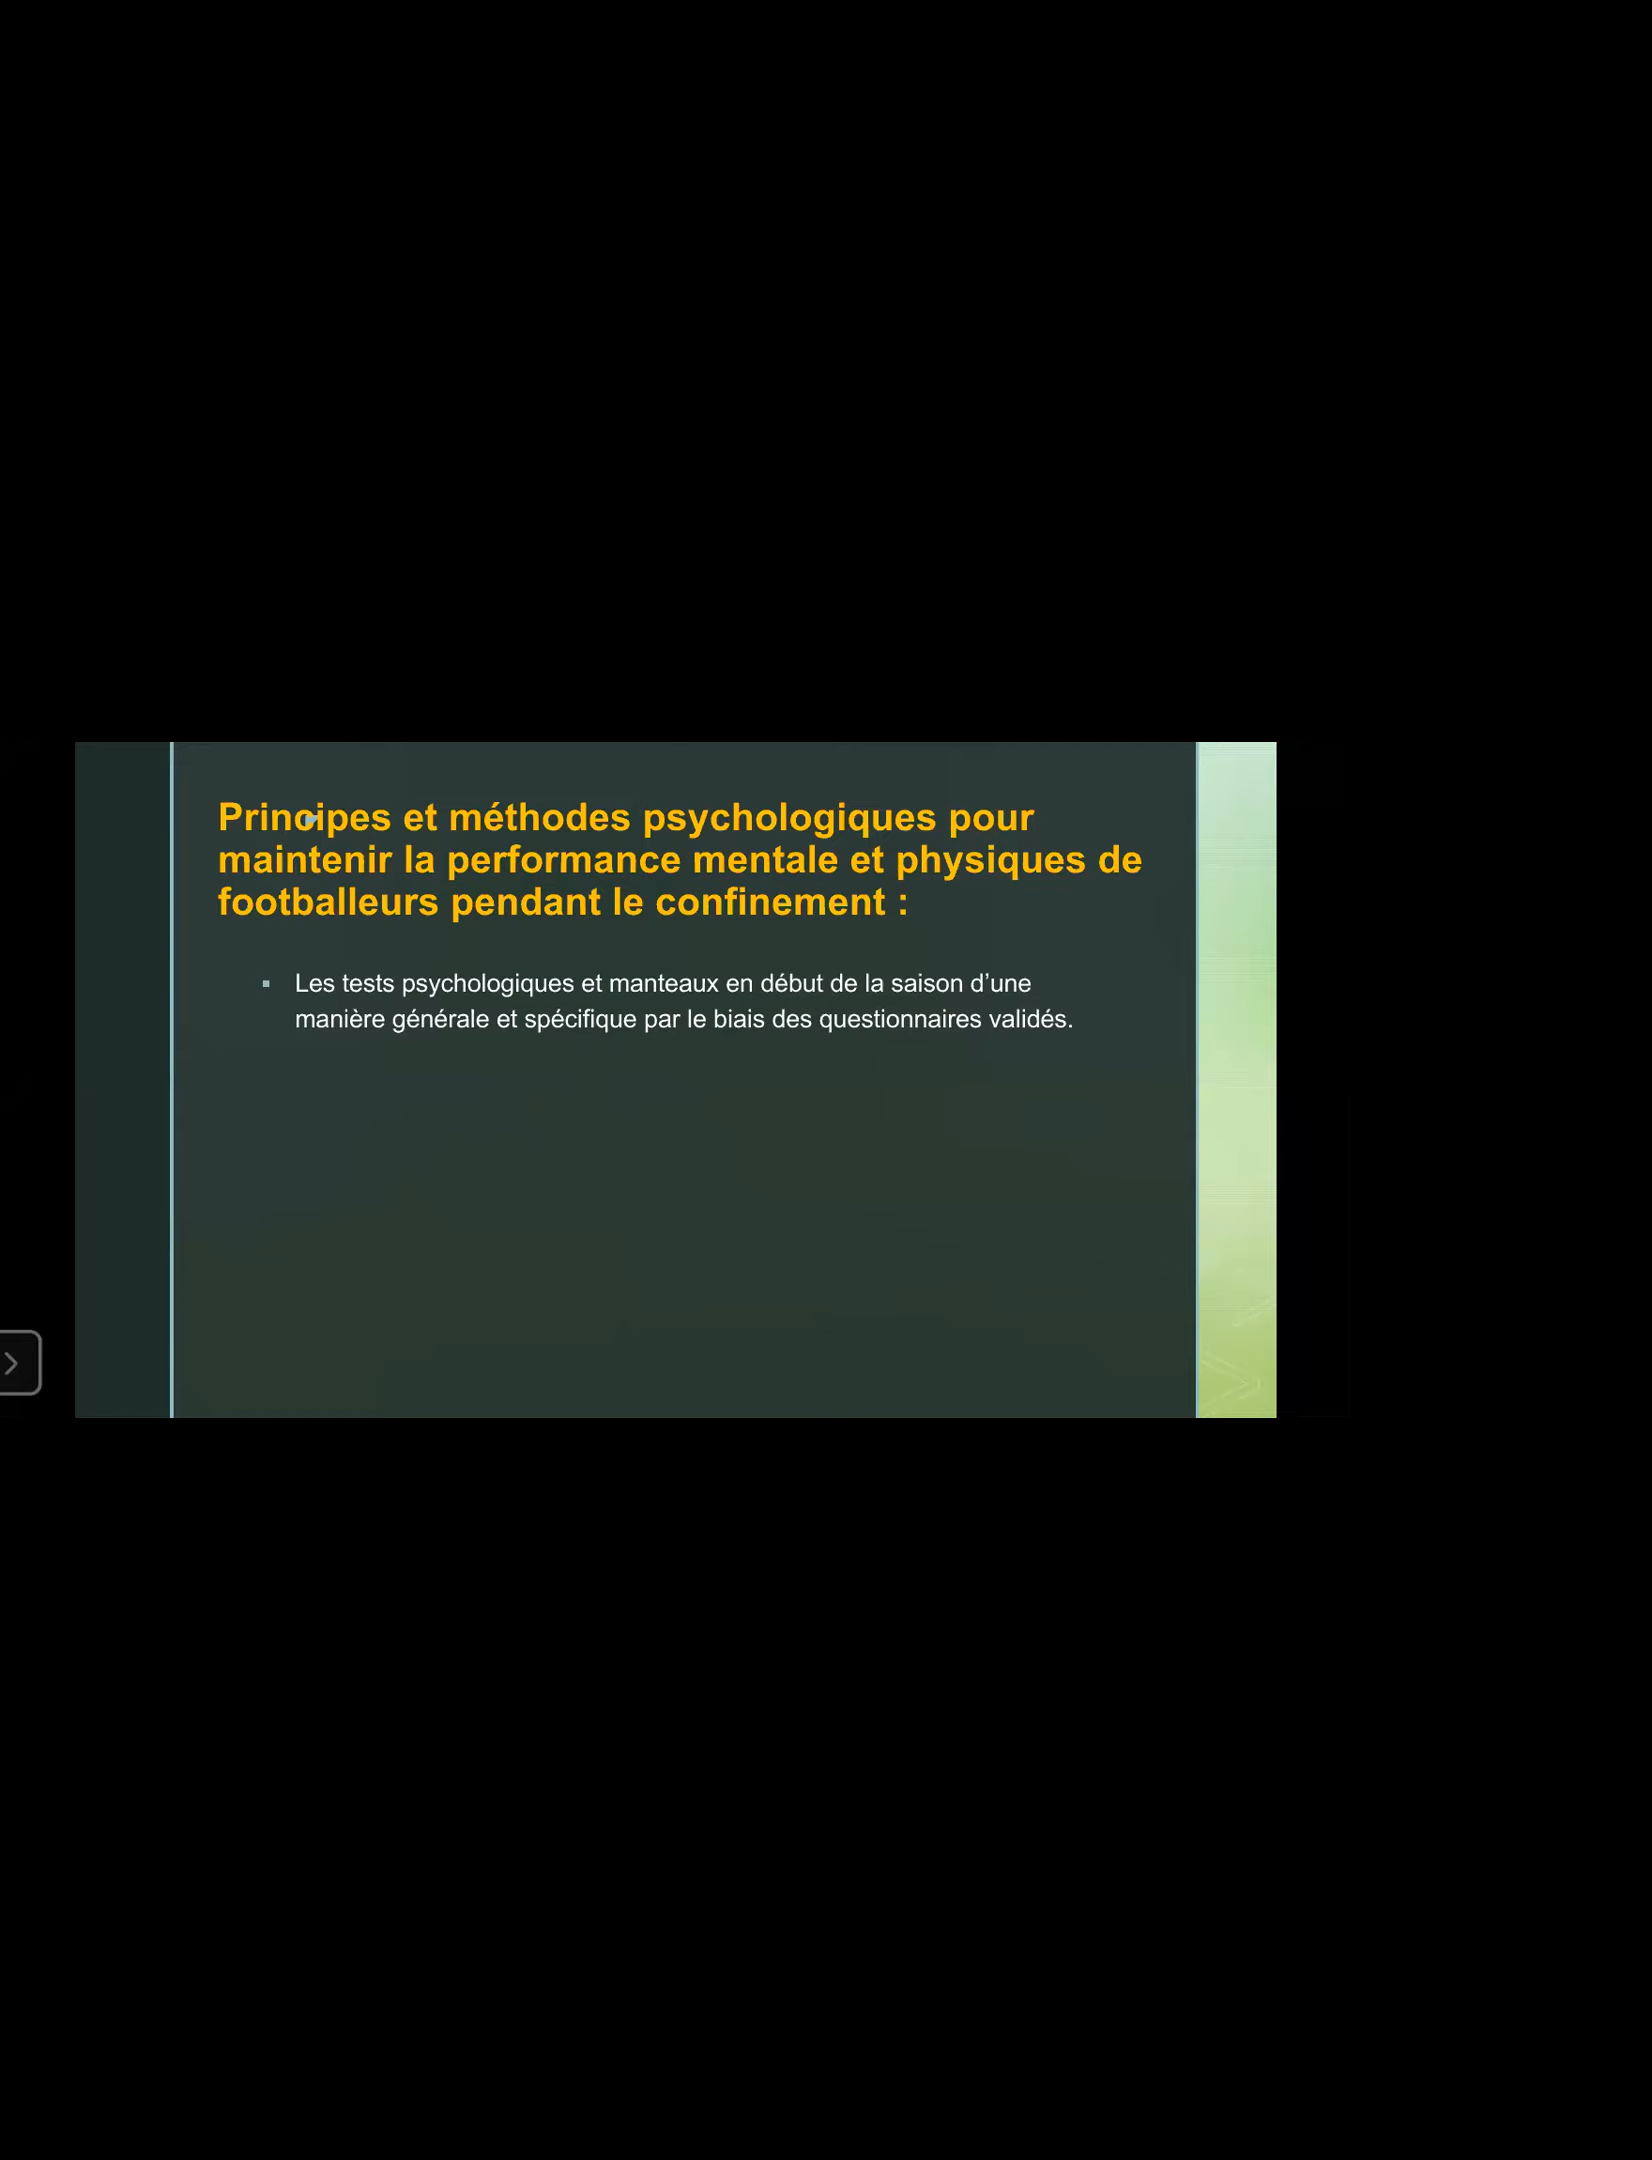 Principes et méthodes psychologiques pour
maintenir la performance mentale et physiques de
footballeurs pendant le confinement :
▪ Les tests psychologiques et manteaux en début de la saison d’une
manière générale et spécifique par le biais des questionnaires validés.